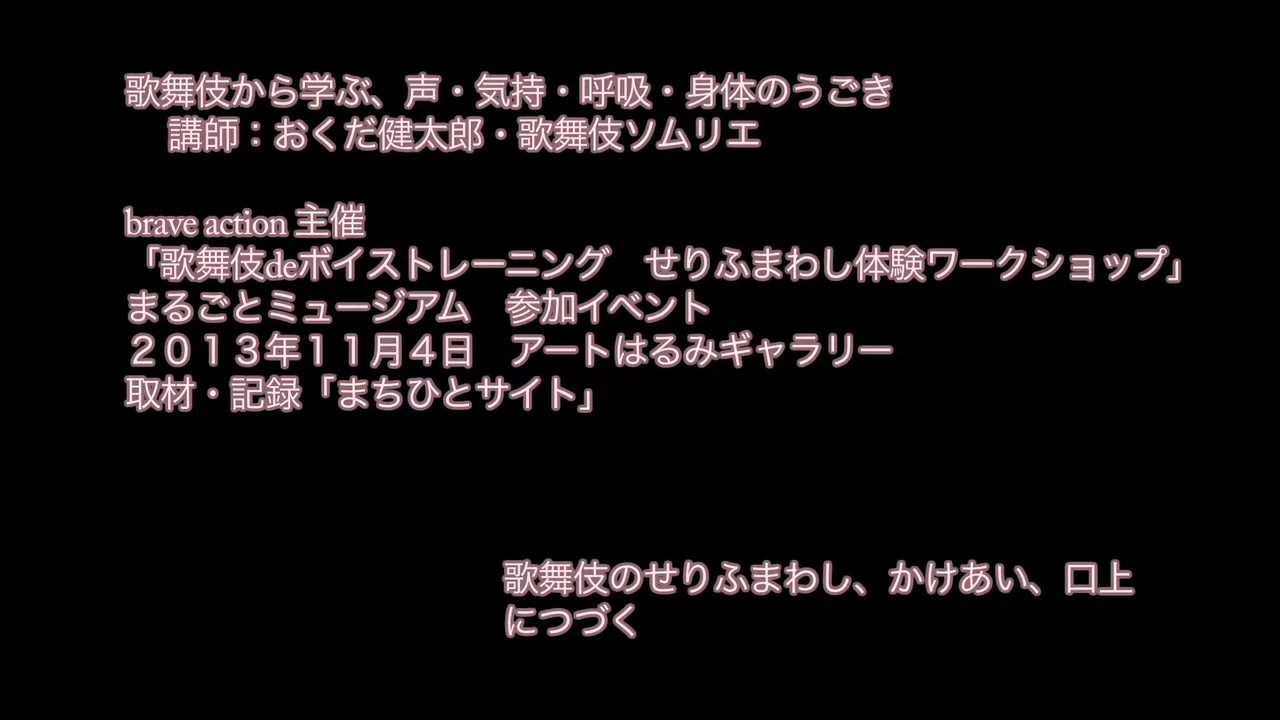 歌舞伎から学ぶ、声・気持・呼吸・身体のうごき
講師：おくだ健太郎・歌舞伎ソムリエ
brave action 主催
「歌舞伎deボイストレーニング　せりふまわし体験ワークショップ」
まるごとミュージアム　参加イベント
２０１３年１１月４日　アートはるみギャラリー
取材・記録「まちひとサイト」
歌舞伎のせりふまわし、かけあい、口上
につづく